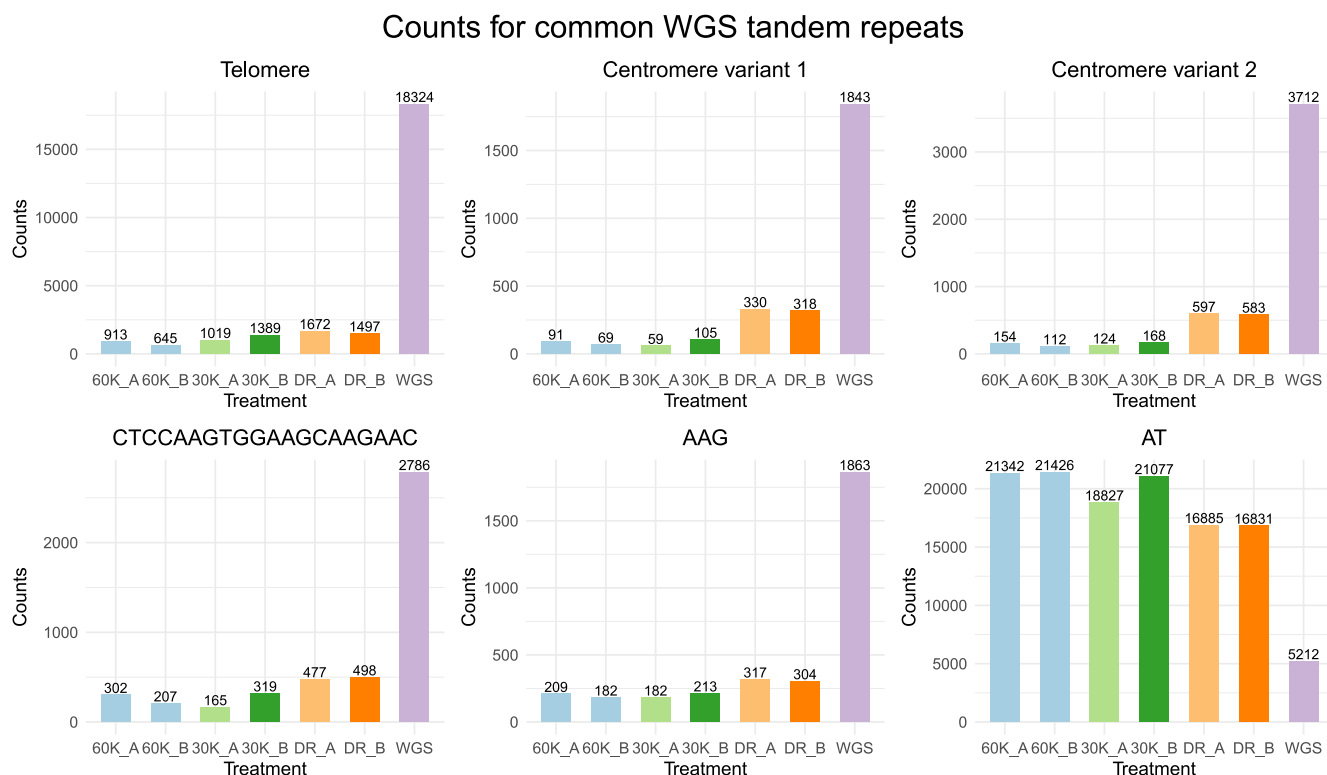 Counts for common WGS tandem repeats
Telomere
Counts
15000
10000
5000
0
913
645
1019
1389
1672
1497
18324
60K_A 60K_B 30K_A 30K_B DR_A DR_B WGS
Treatment
Centromere variant 1
Counts
1500
1000
500
0
91
69
59
105
330
318
1843
60K_A 60K_B 30K_A 30K_B DR_A DR_B WGS
Treatment
Centromere variant 2
Counts
3000
2000
1000
0
154
112
124
168
597
583
3712
60K_A 60K_B 30K_A 30K_B DR_A DR_B WGS
Treatment
CTCCAAGTGGAAGCAAGAAC
Counts
2000
1000
0
302
207
165
319
477
498
2786
60K_A 60K_B 30K_A 30K_B DR_A DR_B WGS
Treatment
AAG
Counts
1500
1000
500
0
209
182
182
213
317
304
1863
60K_A 60K_B 30K_A 30K_B DR_A DR_B WGS
Treatment
AT
Counts
20000
15000
10000
5000
0
21342
21426
18827
21077
16885
16831
5212
60K_A 60K_B 30K_A 30K_B DR_A DR_B WGS
Treatment